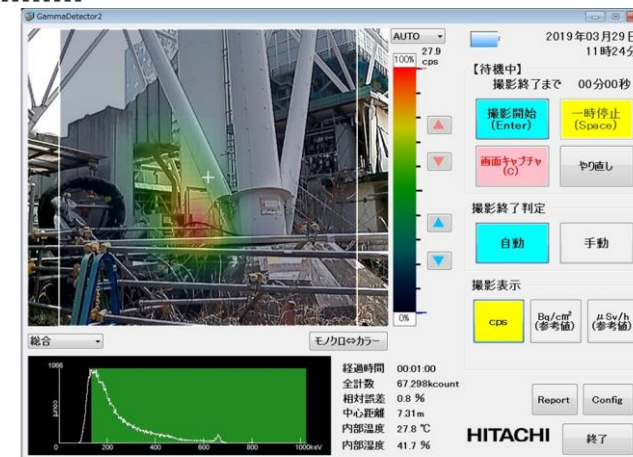 GammaDetector2
AUTO
27.9
cps
100%
0%
2019年03月29日
11時24分
【待機中】
撮影終了まで 00分00秒
撮影開始
(Enter)
一時停止
(Space)
画面キャプチャ
(C)
やり直し
撮影終了判定
自動
手動
撮影表示
cps
Bq/cm²
(参考値)
μSv/h
(参考値)
総合
モノクロ⇔カラー
1066
count
0 200 400 600 800 1000keV
経過時間 00:01:00
全計数 67.298kcount
相対誤差 0.8 %
中心距離 7.31m
内部温度 27.8 ℃
内部湿度 41.7 %
Report
Config
HITACHI
終了